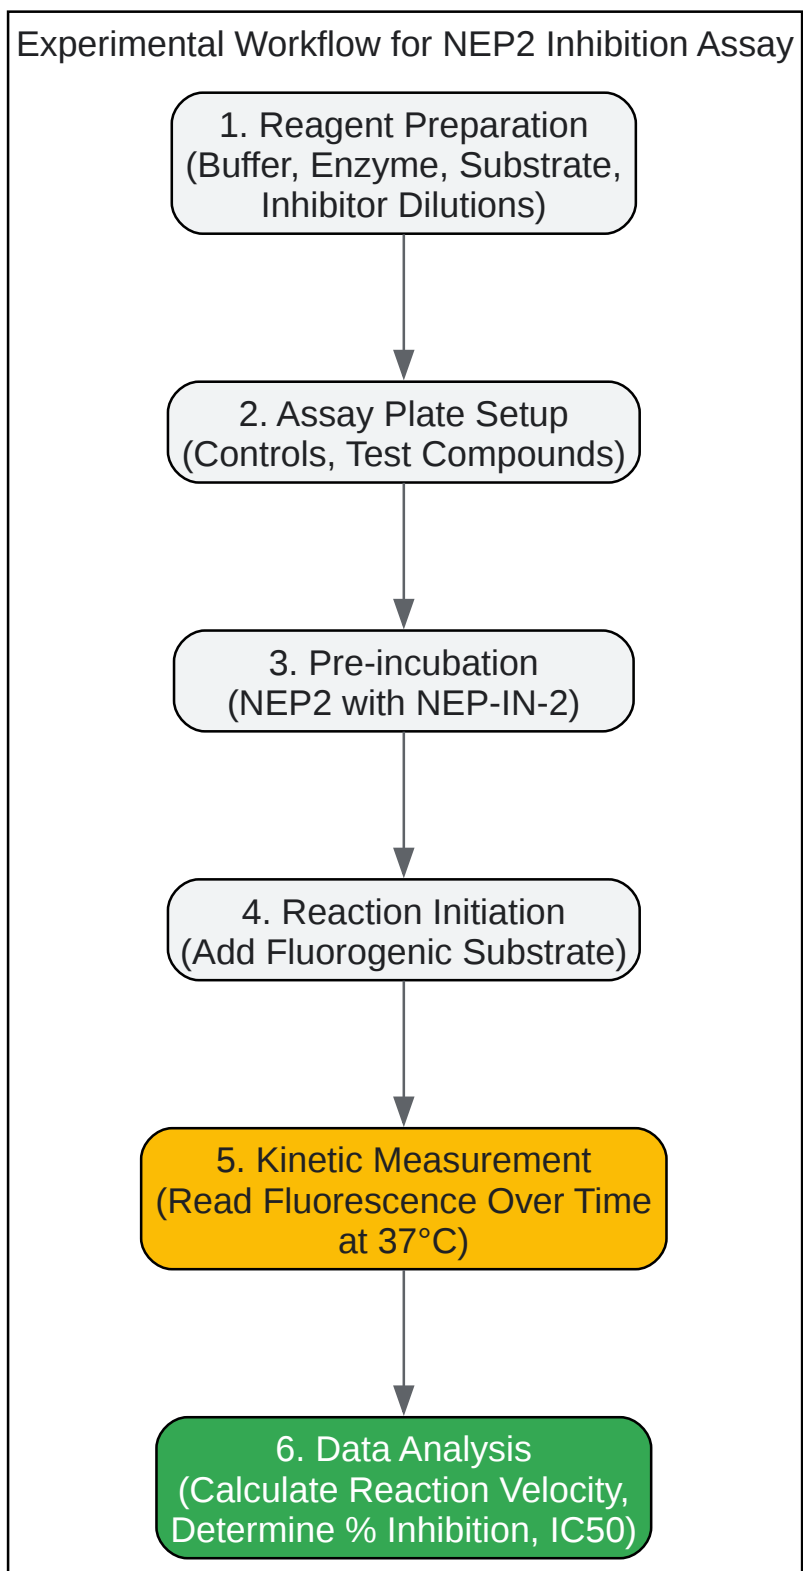 Experimental Workflow for NEP2 Inhibition Assay
1. Reagent Preparation
(Buffer, Enzyme, Substrate,
Inhibitor Dilutions)
2. Assay Plate Setup
(Controls, Test Compounds)
3. Pre-incubation
(NEP2 with NEP-IN-2)
4. Reaction Initiation
(Add Fluorogenic Substrate)
5. Kinetic Measurement
(Read Fluorescence Over Time
at 37°C)
6. Data Analysis
(Calculate Reaction Velocity,
Determine % Inhibition, IC50)